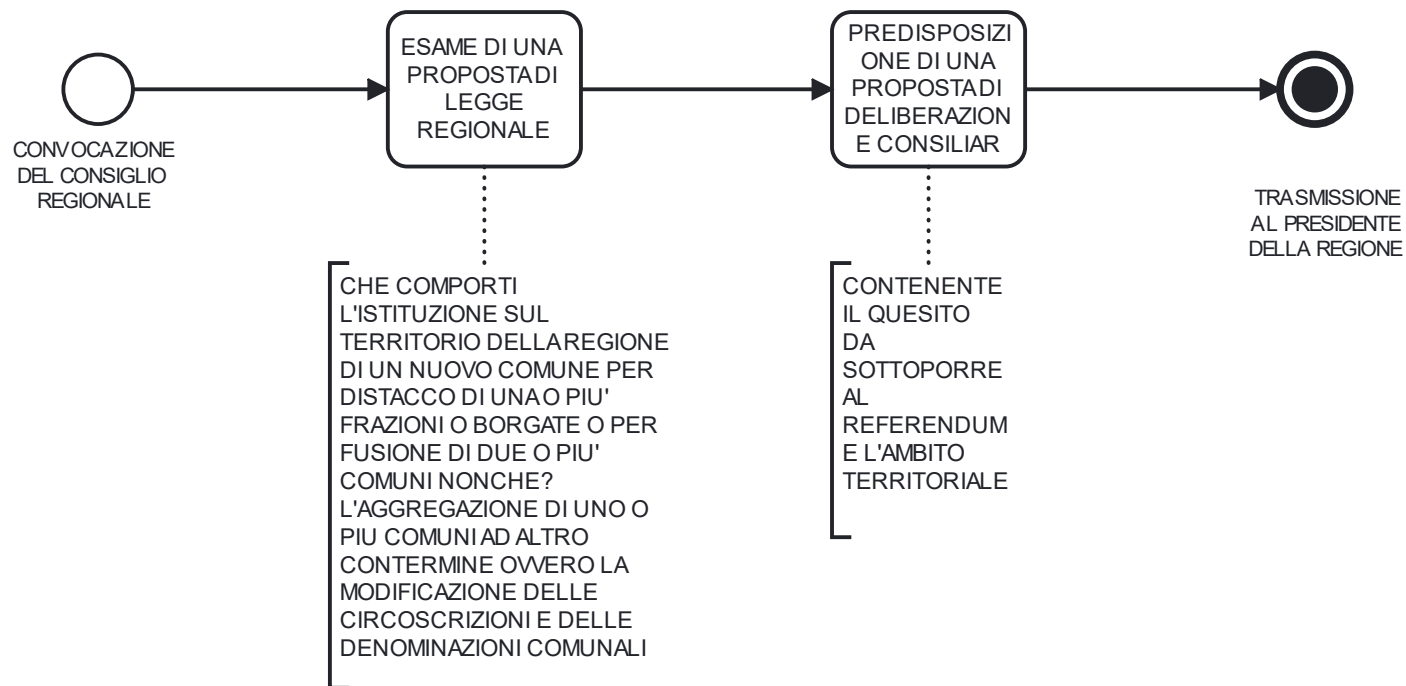 CONVOCAZIONE
DEL CONSIGLIO
REGIONALE
ESAME DI UNA
PROPOSTA DI
LEGGE
REGIONALE
PREDISPOSIZI
ONE DI UNA
PROPOSTA DI
DELIBERAZION
E CONSILIAR
TRASMISSIONE
AL PRESIDENTE
DELLA REGIONE
CHE COMPORTI
L'ISTITUZIONE SUL
TERRITORIO DELLA REGIONE
DI UN NUOVO COMUNE PER
DISTACCO DI UNA O PIU'
FRAZIONI O BORGATE O PER
FUSIONE DI DUE O PIU'
COMUNI NONCHE?
L'AGGREGAZIONE DI UNO O
PIU COMUNI AD ALTRO
CONTERMINE OVVERO LA
MODIFICAZIONE DELLE
CIRCOSCRIZIONI E DELLE
DENOMINAZIONI COMUNALI
CONTENENTE
IL QUESITO
DA
SOTTOPORRE
AL
REFERENDUM
E L'AMBITO
TERRITORIALE